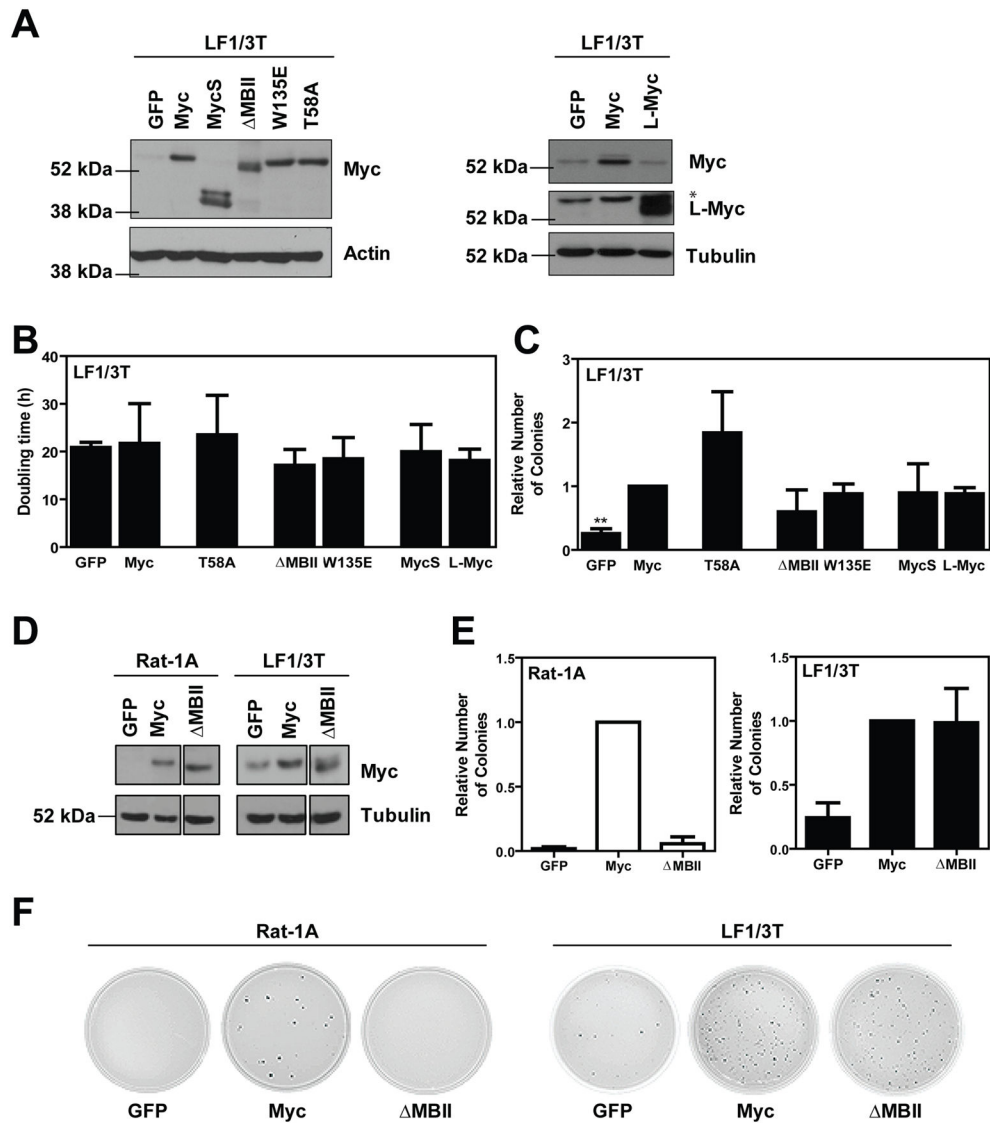 A
LF1/3T
GFP
Myc
MycS
ΔMBII
W135E
T58A
52 kDa
38 kDa
Myc
38 kDa
Actin
LF1/3T
GFP
Myc
L-Myc
52 kDa
Myc
52 kDa
*
L-Myc
52 kDa
Tubulin
B
LF1/3T
Doubling time (h)
40
30
20
10
0
GFP Myc T58A ΔMBII W135E MycS L-Myc
C
LF1/3T
Relative Number
of Colonies
3
2
1
0
**
GFP Myc T58A ΔMBII W135E MycS L-Myc
D
Rat-1A
LF1/3T
GFP
Myc
ΔMBII
GFP
Myc
ΔMBII
Myc
52 kDa
Tubulin
E
Rat-1A
Relative Number
of Colonies
1.5
1.0
0.5
0.0
GFP Myc ΔMBII
LF1/3T
Relative Number
of Colonies
1.5
1.0
0.5
0.0
GFP Myc ΔMBII
F
Rat-1A
LF1/3T
GFP Myc ΔMBII
GFP Myc ΔMBII